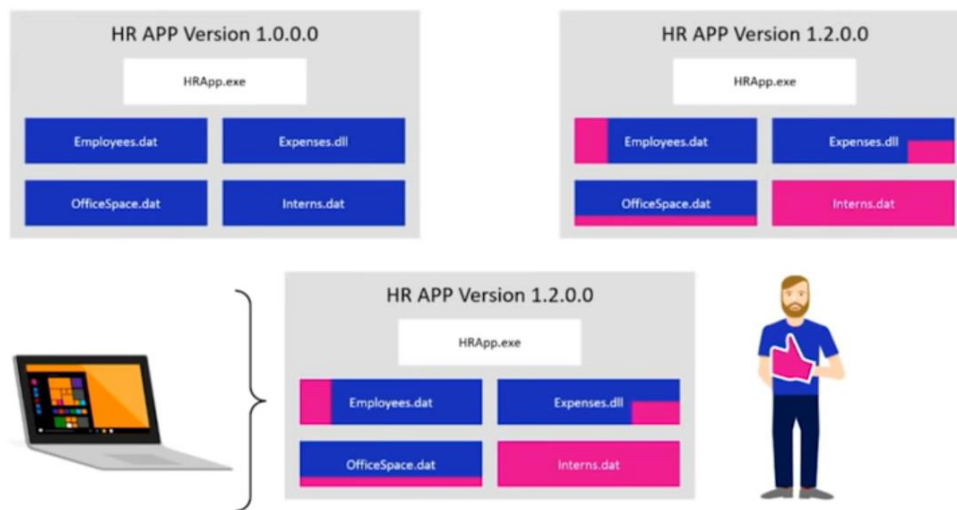 HR APP Version 1.0.0.0
HRApp.exe
Employees.dat
Expenses.dll
OfficeSpace.dat
Interns.dat
HR APP Version 1.2.0.0
HRApp.exe
Employees.dat
Expenses.dll
OfficeSpace.dat
Interns.dat
HR APP Version 1.2.0.0
HRApp.exe
Employees.dat
Expenses.dll
OfficeSpace.dat
Interns.dat